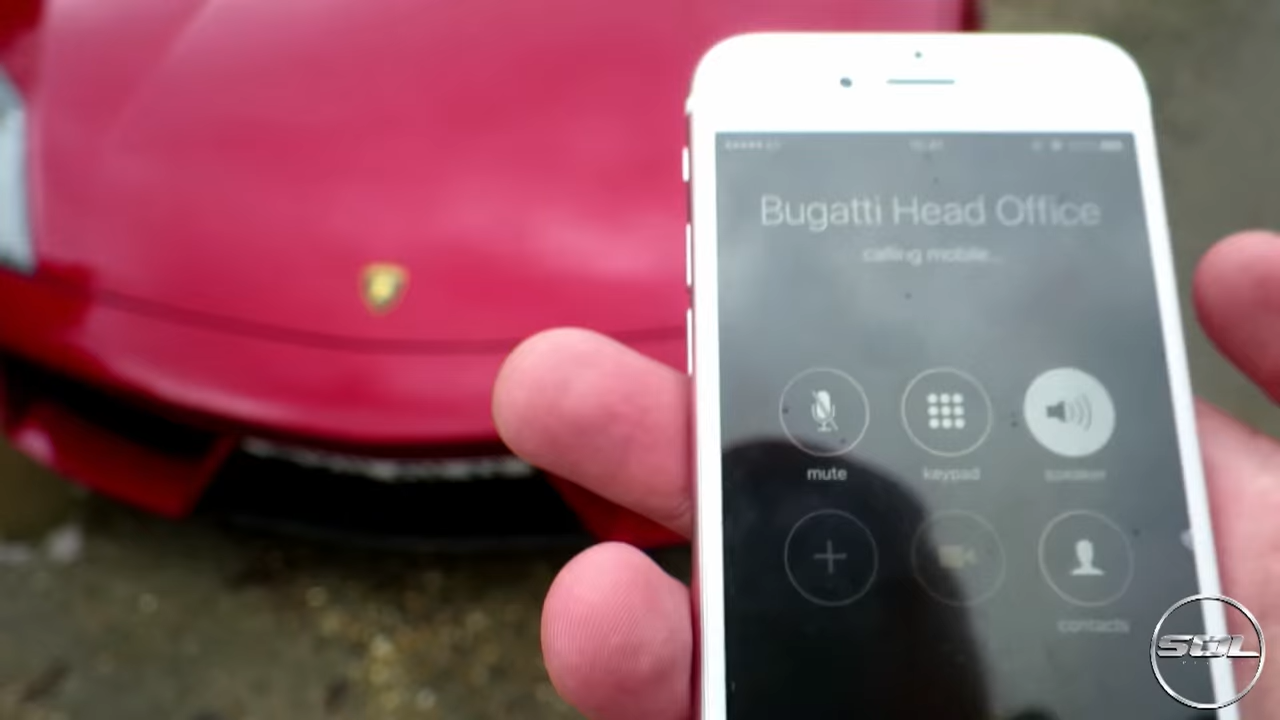 Bugatti Head Office
calling mobile...
mute
keypad
speaker
contacts
SOL